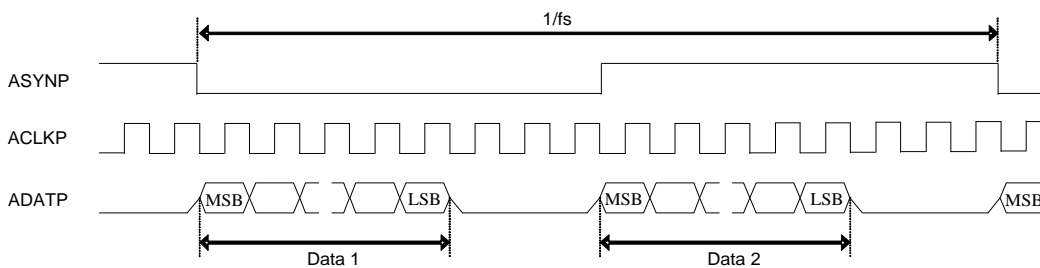 1/fs
ASYNP
ACLKP
ADATP
MSB
LSB
MSB
LSB
MSB
Data 1
Data 2